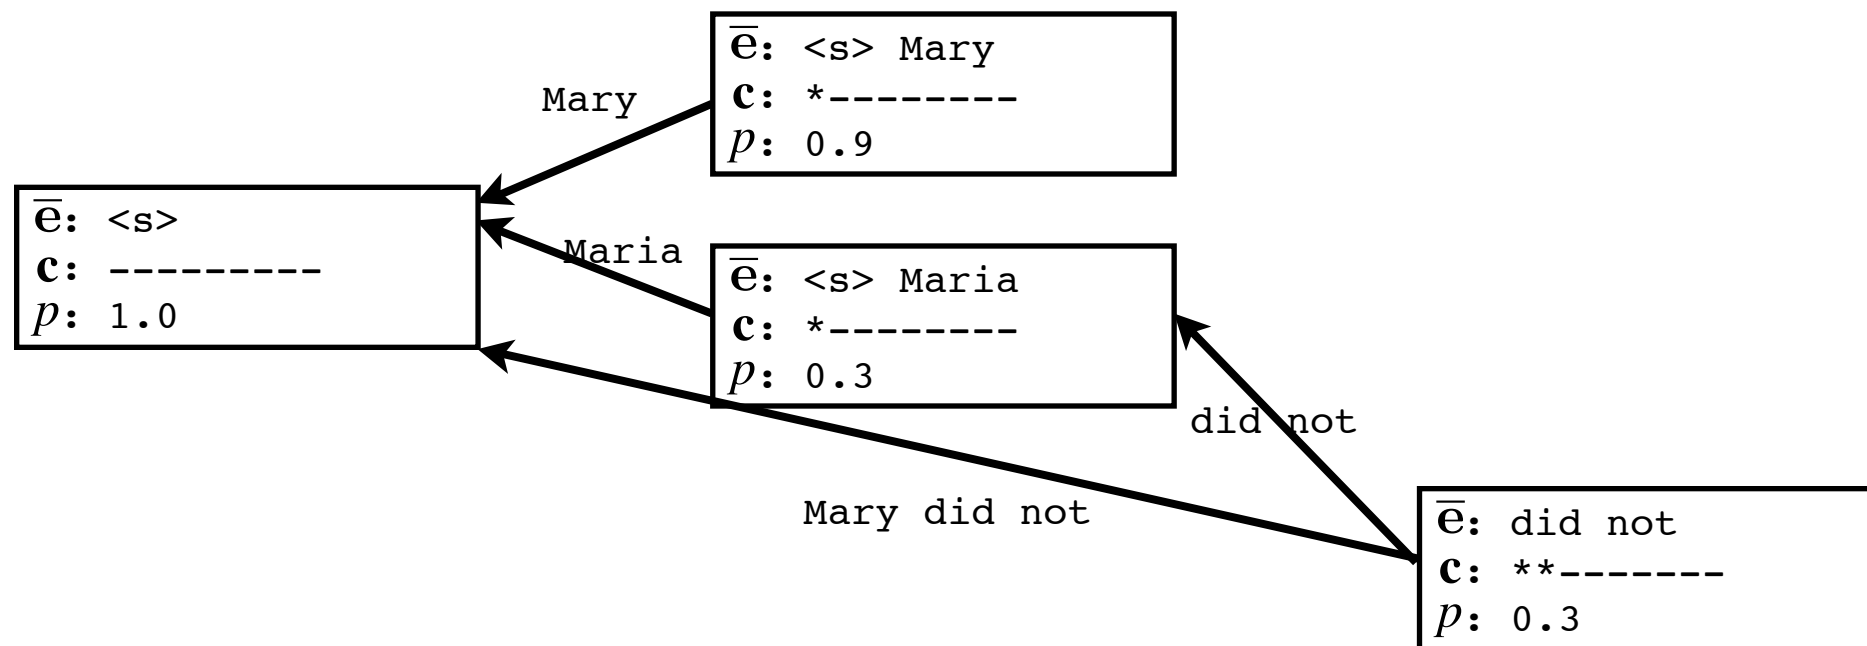 e̅: <s> Mary
c: *--------
p: 0.9
Mary
e̅: <s>
c: ---------
p: 1.0
Maria
e̅: <s> Maria
c: *--------
p: 0.3
did not
Mary did not
e̅: did not
c: **-------
p: 0.3